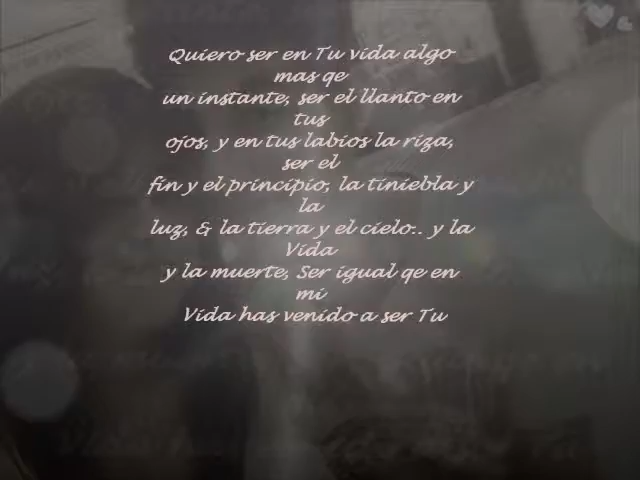 Quiero ser en Tu vida algo
mas qe
un instante, ser el llanto en
tus
ojos, y en tus labios la riza,
ser el
fin y el principio, la tiniebla y
la
luz, & la tierra y el cielo.. y la
Vida
y la muerte, Ser igual qe en
mi
Vida has venido a ser Tu